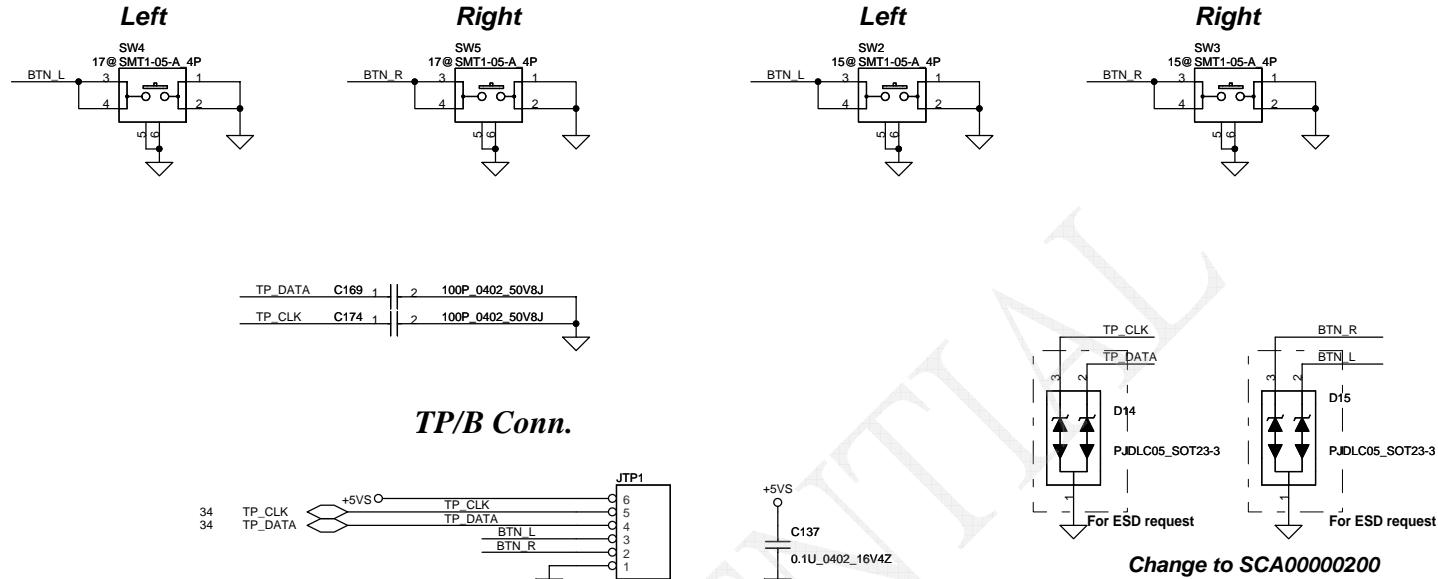 Left
Right
Left
Right
SW4
17@ SMT1-05-A_4P
BTN_L
3
1
4
2
5
6
SW5
17@ SMT1-05-A_4P
BTN_R
3
1
4
2
5
6
SW2
15@ SMT1-05-A_4P
BTN_L
3
1
4
2
5
6
SW3
15@ SMT1-05-A_4P
BTN_R
3
1
4
2
5
6
TP_DATA C169 1 2 100P_0402_50V8J
TP_CLK C174 1 2 100P_0402_50V8J
TP_CLK
TP_DATA
3
2
D14
PJDLC05_SOT23-3
1
For ESD request
BTN_R
BTN_L
3
2
D15
PJDLC05_SOT23-3
1
For ESD request
Change to SCA00000200
TP/B Conn.
JTP1
+5VS 6
34 TP_CLK TP_CLK 5
34 TP_DATA TP_DATA 4
BTN_L 3
BTN_R 2
1
+5VS
C137
0.1U_0402_16V4Z
NTIAL